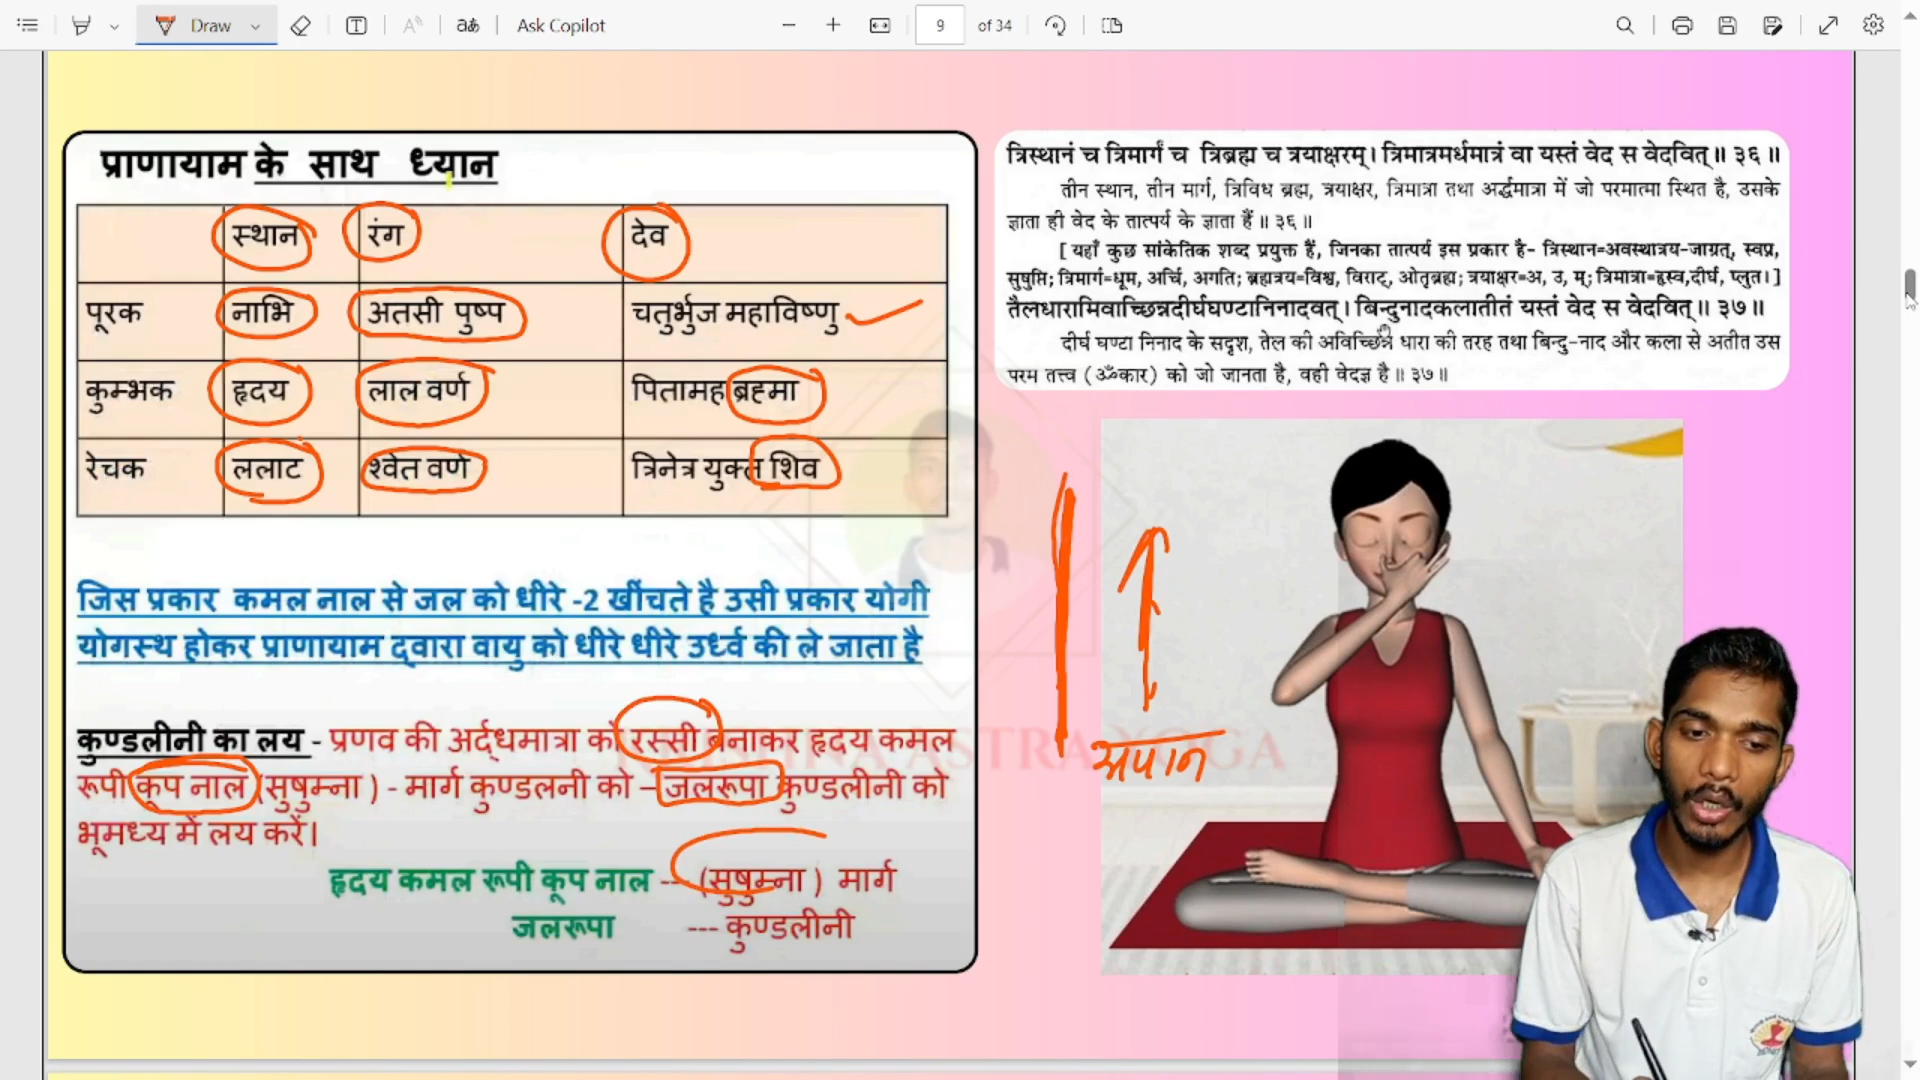 Draw
Ask Copilot
9 of 34
प्राणायाम के साथ ध्यान
स्थान रंग देव
पूरक नाभि अतसी पुष्प चतुर्भुज महाविष्णु
कुम्भक हृदय लाल वर्ण पितामह ब्रह्मा
रेचक ललाट श्वेत वर्ण त्रिनेत्र युक्त शिव
जिस प्रकार कमल नाल से जल को धीरे -2 खींचते है उसी प्रकार योगी
योगस्थ होकर प्राणायाम द्वारा वायु को धीरे धीरे उर्ध्व की ले जाता है
कुण्डलीनी का लय - प्रणव की अर्द्धमात्रा को रस्सी बनाकर हृदय कमल
रूपी कूप नाल (सुषुम्ना ) - मार्ग कुण्डलनी को – जलरूपा कुण्डलीनी को
भूमध्य में लय करें।
हृदय कमल रूपी कूप नाल --- (सुषुम्ना ) मार्ग
जलरूपा --- कुण्डलीनी
त्रिस्थानं च त्रिमार्गं च त्रिब्रह्म च त्रयाक्षरम्। त्रिमात्रमर्धमात्रं वा यस्तं वेद स वेदवित्॥ ३६॥
तीन स्थान, तीन मार्ग, त्रिविध ब्रह्म, त्रयाक्षर, त्रिमात्रा तथा अर्द्धमात्रा में जो परमात्मा स्थित है, उसके
ज्ञाता ही वेद के तात्पर्य के ज्ञाता हैं॥ ३६॥
[ यहाँ कुछ सांकेतिक शब्द प्रयुक्त हैं, जिनका तात्पर्य इस प्रकार है- त्रिस्थान=अवस्थात्रय-जाग्रत्, स्वप्न,
सुषुप्ति; त्रिमार्ग=धूम, अर्चि, अगति; ब्रह्मत्रय=विश्व, विराट्, ओतृब्रह्म; त्रयाक्षर=अ, उ, म्; त्रिमात्रा=हृस्व,दीर्घ, प्लुत। ]
तैलधारामिवाच्छिन्नदीर्घघण्टानिनादवत्। बिन्दुनादकलातीतं यस्तं वेद स वेदवित्॥ ३७॥
दीर्घ घण्टा निनाद के सदृश, तेल की अविच्छिन्न धारा की तरह तथा बिन्दु-नाद और कला से अतीत उस
परम तत्त्व (ॐकार) को जो जानता है, वही वेदज्ञ है॥ ३७॥
अपान